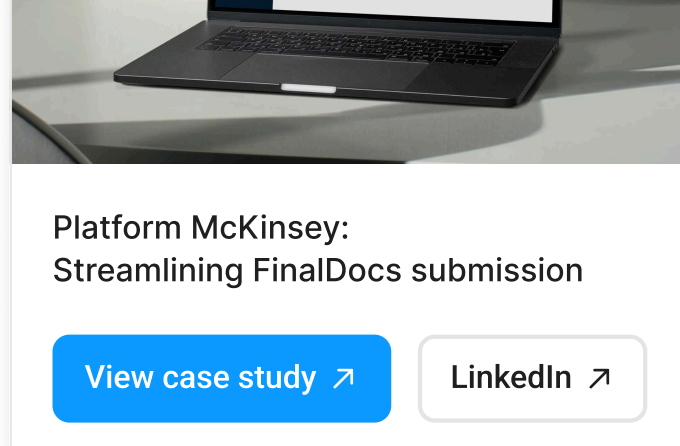 Platform McKinsey:
Streamlining FinalDocs submission
View case study ↗
LinkedIn ↗